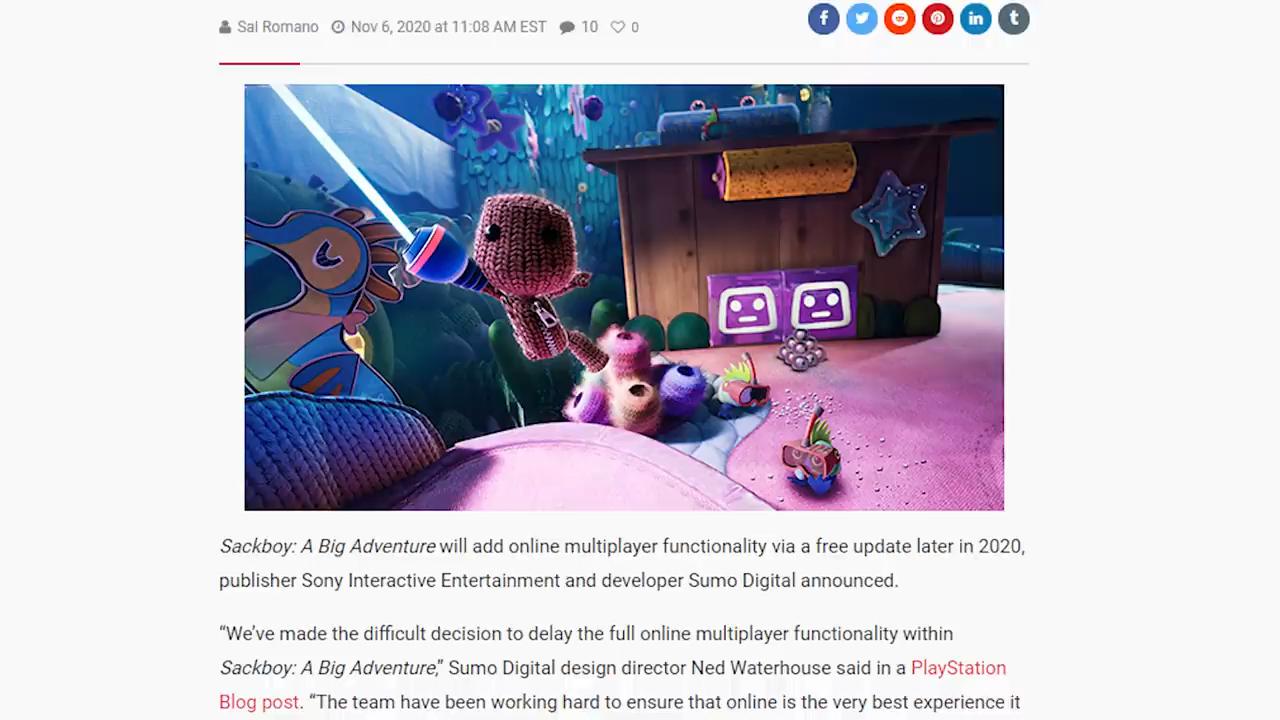 Sal Romano Nov 6, 2020 at 11:08 AM EST 10 0
Sackboy: A Big Adventure will add online multiplayer functionality via a free update later in 2020,
publisher Sony Interactive Entertainment and developer Sumo Digital announced.
“We’ve made the difficult decision to delay the full online multiplayer functionality within
Sackboy: A Big Adventure,” Sumo Digital design director Ned Waterhouse said in a PlayStation
Blog post. “The team have been working hard to ensure that online is the very best experience it